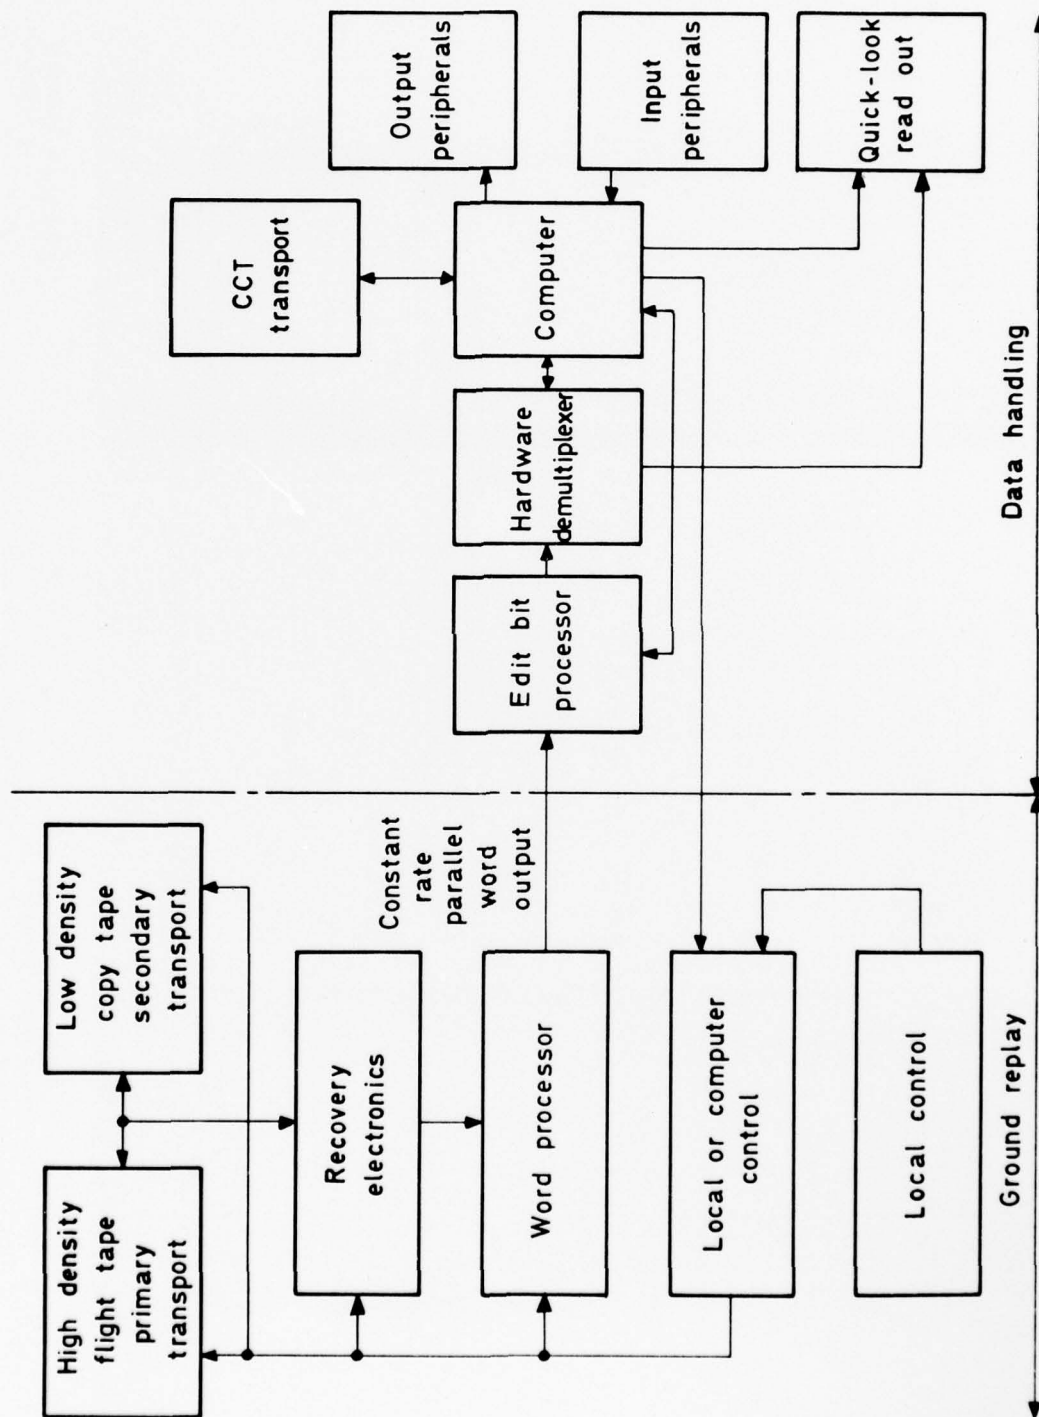 High density
flight tape
primary
transport
Low density
copy tape
secondary
transport
Recovery
electronics
Word processor
Constant
rate
parallel
word
output
Local or computer
control
Local control
Ground replay
Edit bit
processor
Hardware
demultiplexer
Computer
CCT
transport
Output
peripherals
Input
peripherals
Quick-look
read out
Data handling